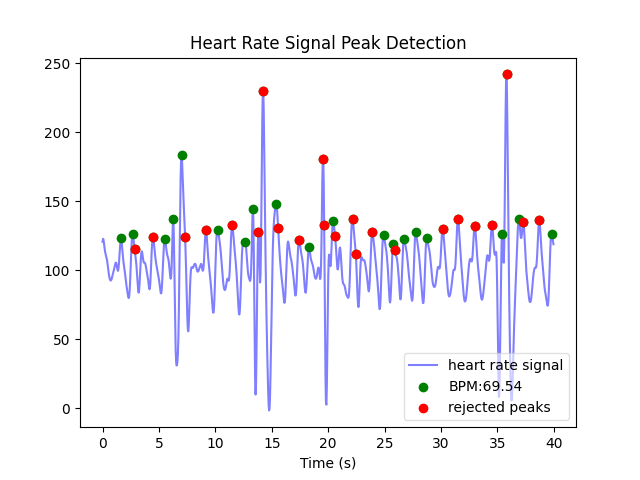 Heart Rate Signal Peak Detection
250
200
150
100
50
0
0 5 10 15 20 25 30 35 40
Time (s)
heart rate signal
BPM:69.54
rejected peaks